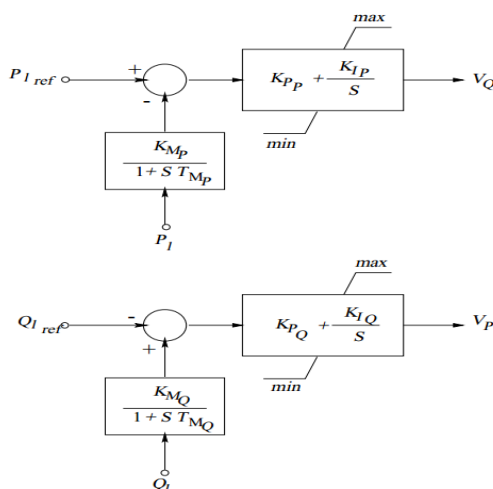 max
P1 ref
+
-
KPP + KIP / S
VQ
min
KMP
1 + S TMP
P1
max
Q1 ref
-
+
KPQ + KIQ / S
VP
min
KMQ
1 + S TMQ
Q1